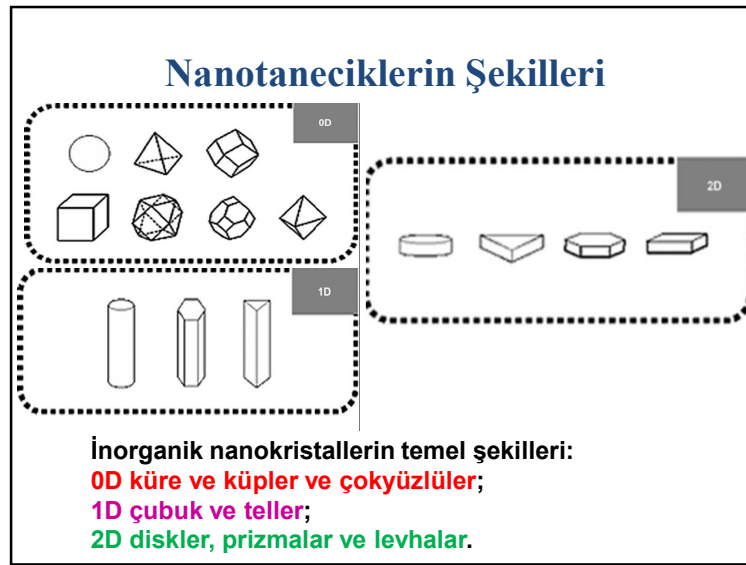 Nanotaneciklerin Şekilleri
0D
2D
1D
İnorganik nanokristallerin temel şekilleri:
0D küre ve küpler ve çokyüzlüler;
1D çubuk ve teller;
2D diskler, prizmalar ve levhalar.